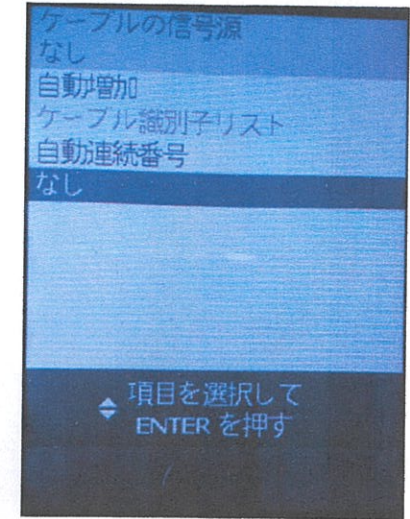 ケーブルの信号源
なし
自動増加
ケーブル識別子リスト
自動連続番号
なし
項目を選択して
ENTER を押す